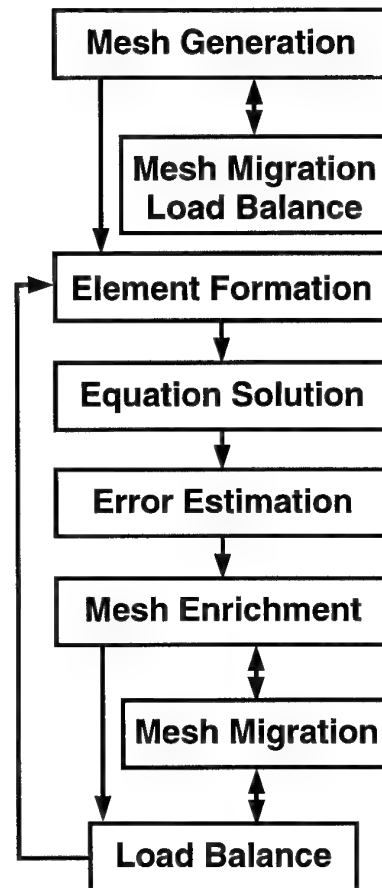 Mesh Generation
Mesh Migration
Load Balance
Element Formation
Equation Solution
Error Estimation
Mesh Enrichment
Mesh Migration
Load Balance